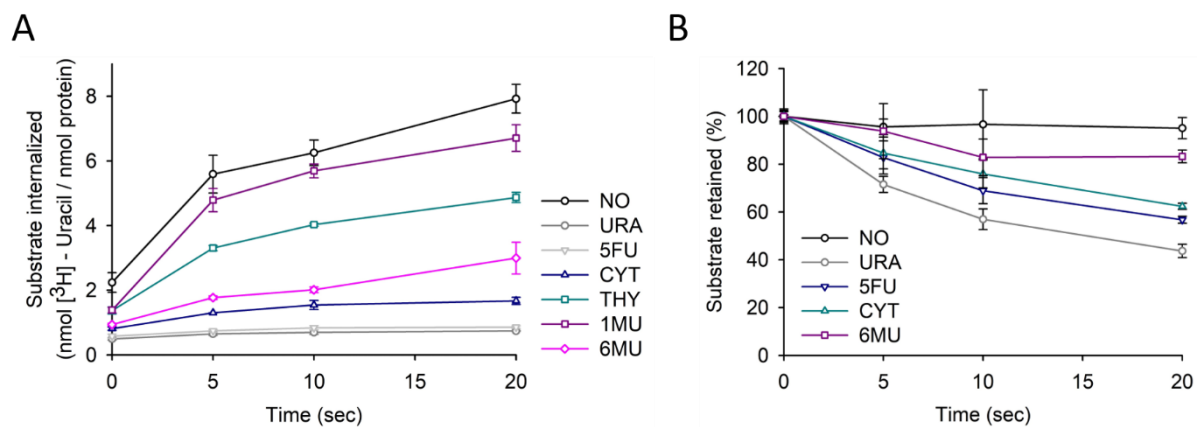 A
Substrate internalized
(nmol [³H] - Uracil / nmol protein)
8
6
4
2
0
0
5
10
15
20
Time (sec)
NO
URA
5FU
CYT
THY
1MU
6MU
B
Substrate retained (%)
120
100
80
60
40
20
0
NO
URA
5FU
CYT
6MU
0
5
10
15
20
Time (sec)